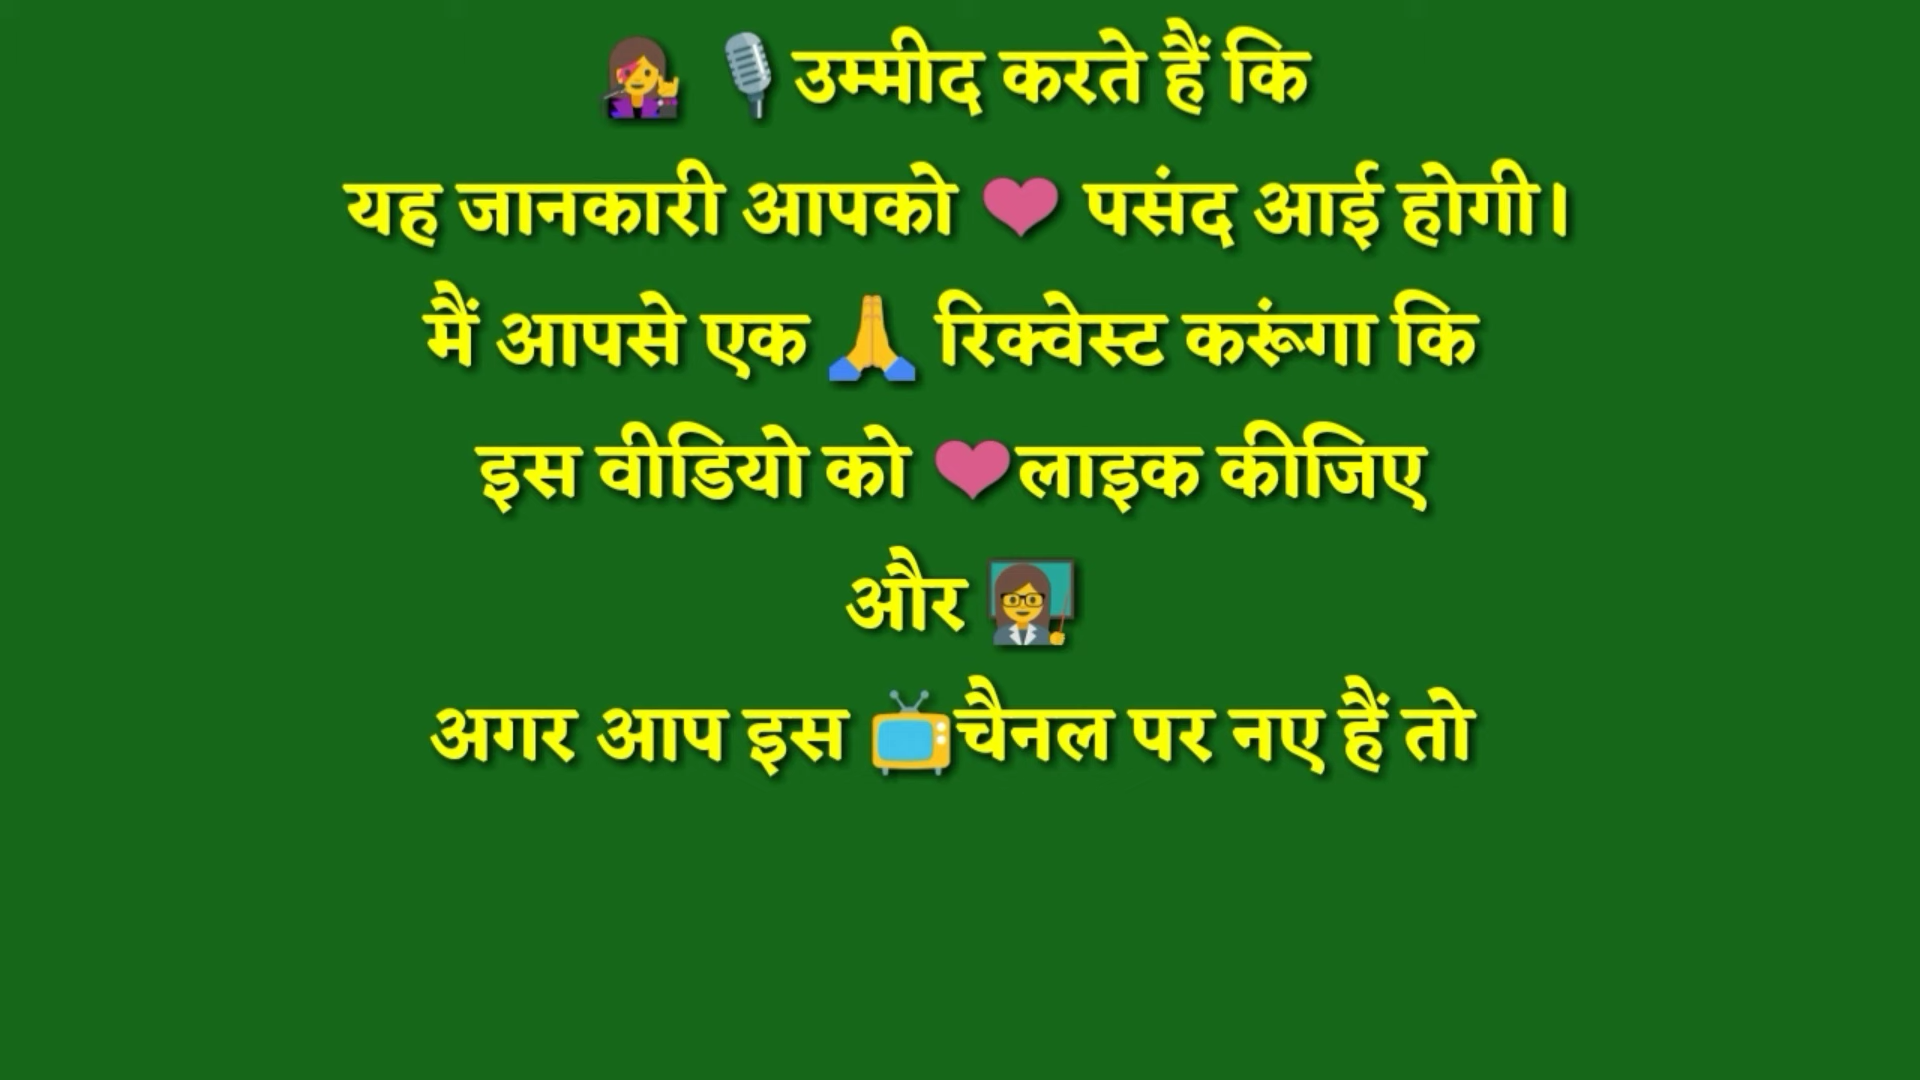 👩‍🎤 🎙️उम्मीद करते हैं कि
यह जानकारी आपको ❤ पसंद आई होगी।
मैं आपसे एक 🙏 रिक्वेस्ट करूंगा कि
इस वीडियो को ❤लाइक कीजिए
और 👩‍🏫
अगर आप इस 📺चैनल पर नए हैं तो